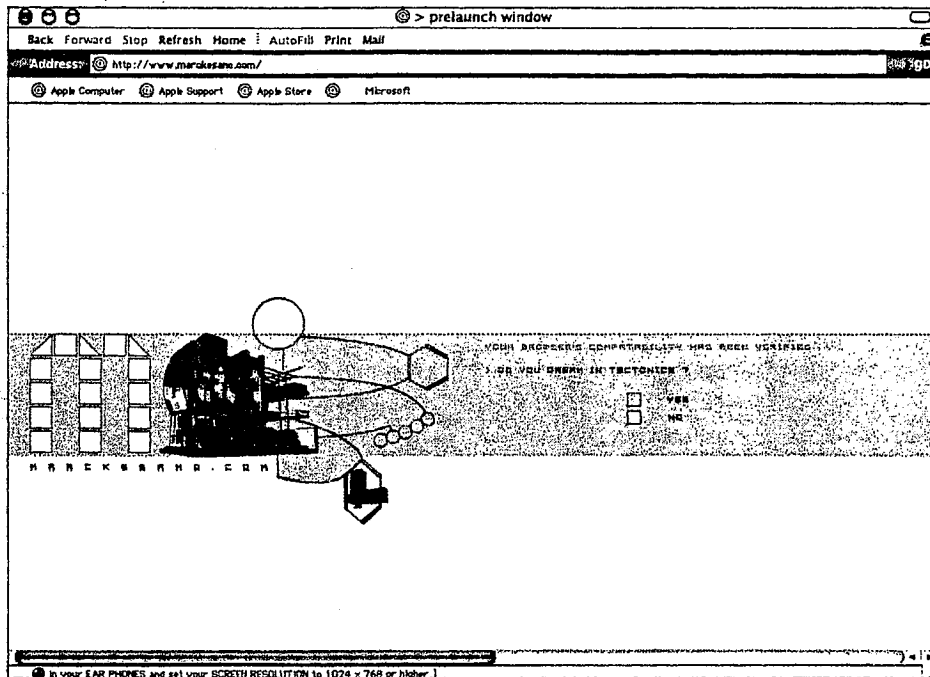 @ > prelaunch window
Back Forward Stop Refresh Home AutoFill Print Mail
Address: @ http://www.marcksano.com/
Apple Computer Apple Support Apple Store Microsoft
YOUR BROWSER'S COMPATABILITY HAS BEEN VERIFIED
DO YOU DREAM IN TECTONICS ?
YES
NO
in your EAR PHONES and set your SCREEN RESOLUTION to 1024 x 768 or higher.]